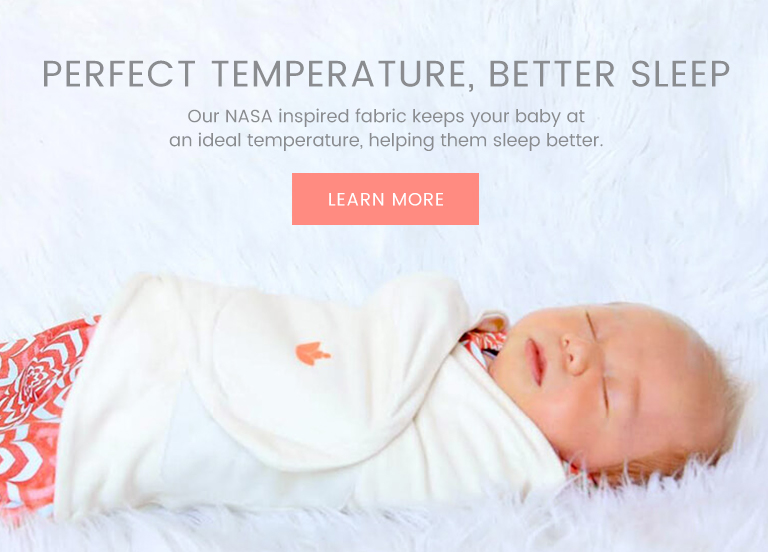 PERFECT TEMPERATURE, BETTER SLEEP
Our NASA inspired fabric keeps your baby at
an ideal temperature, helping them sleep better.
LEARN MORE